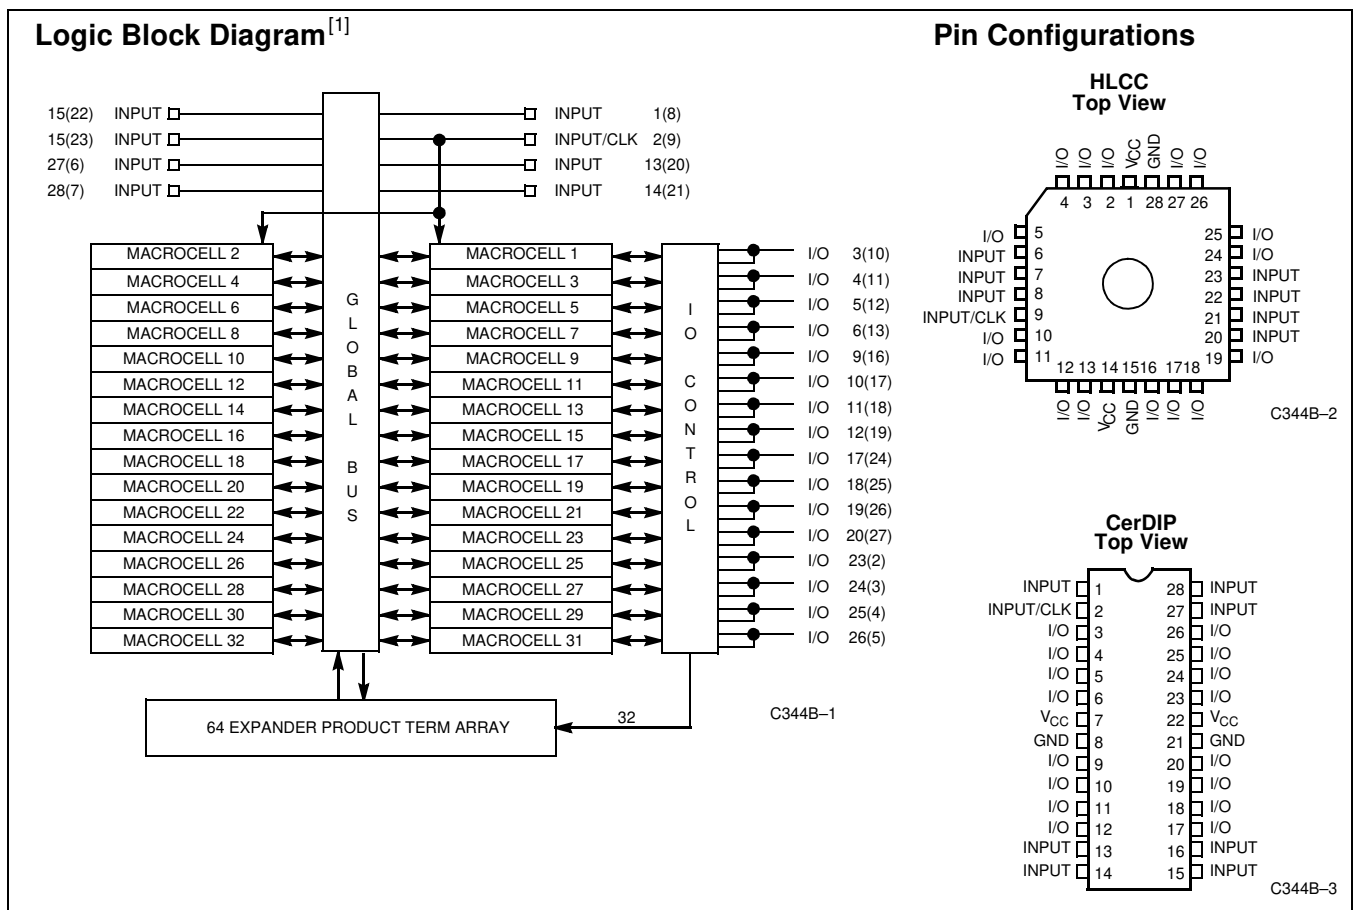 Logic Block Diagram[1]
15(22) INPUT
15(23) INPUT
27(6) INPUT
28(7) INPUT
INPUT 1(8)
INPUT/CLK 2(9)
INPUT 13(20)
INPUT 14(21)
MACROCELL 2
MACROCELL 4
MACROCELL 6
MACROCELL 8
MACROCELL 10
MACROCELL 12
MACROCELL 14
MACROCELL 16
MACROCELL 18
MACROCELL 20
MACROCELL 22
MACROCELL 24
MACROCELL 26
MACROCELL 28
MACROCELL 30
MACROCELL 32
GLOBAL BUS
MACROCELL 1
MACROCELL 3
MACROCELL 5
MACROCELL 7
MACROCELL 9
MACROCELL 11
MACROCELL 13
MACROCELL 15
MACROCELL 17
MACROCELL 19
MACROCELL 21
MACROCELL 23
MACROCELL 25
MACROCELL 27
MACROCELL 29
MACROCELL 31
IO CONTROL
I/O 3(10)
I/O 4(11)
I/O 5(12)
I/O 6(13)
I/O 9(16)
I/O 10(17)
I/O 11(18)
I/O 12(19)
I/O 17(24)
I/O 18(25)
I/O 19(26)
I/O 20(27)
I/O 23(2)
I/O 24(3)
I/O 25(4)
I/O 26(5)
64 EXPANDER PRODUCT TERM ARRAY
32
C344B–1
Pin Configurations
HLCC
Top View
I/O I/O I/O VCC GND I/O I/O
4 3 2 1 28 27 26
I/O 5
INPUT 6
INPUT 7
INPUT 8
INPUT/CLK 9
I/O 10
I/O 11
25 I/O
24 I/O
23 INPUT
22 INPUT
21 INPUT
20 INPUT
19 I/O
12 13 14 15 16 17 18
I/O I/O VCC GND I/O I/O I/O
C344B–2
CerDIP
Top View
INPUT 1 28 INPUT
INPUT/CLK 2 27 INPUT
I/O 3 26 I/O
I/O 4 25 I/O
I/O 5 24 I/O
I/O 6 23 I/O
VCC 7 22 VCC
GND 8 21 GND
I/O 9 20 I/O
I/O 10 19 I/O
I/O 11 18 I/O
I/O 12 17 I/O
INPUT 13 16 INPUT
INPUT 14 15 INPUT
C344B–3